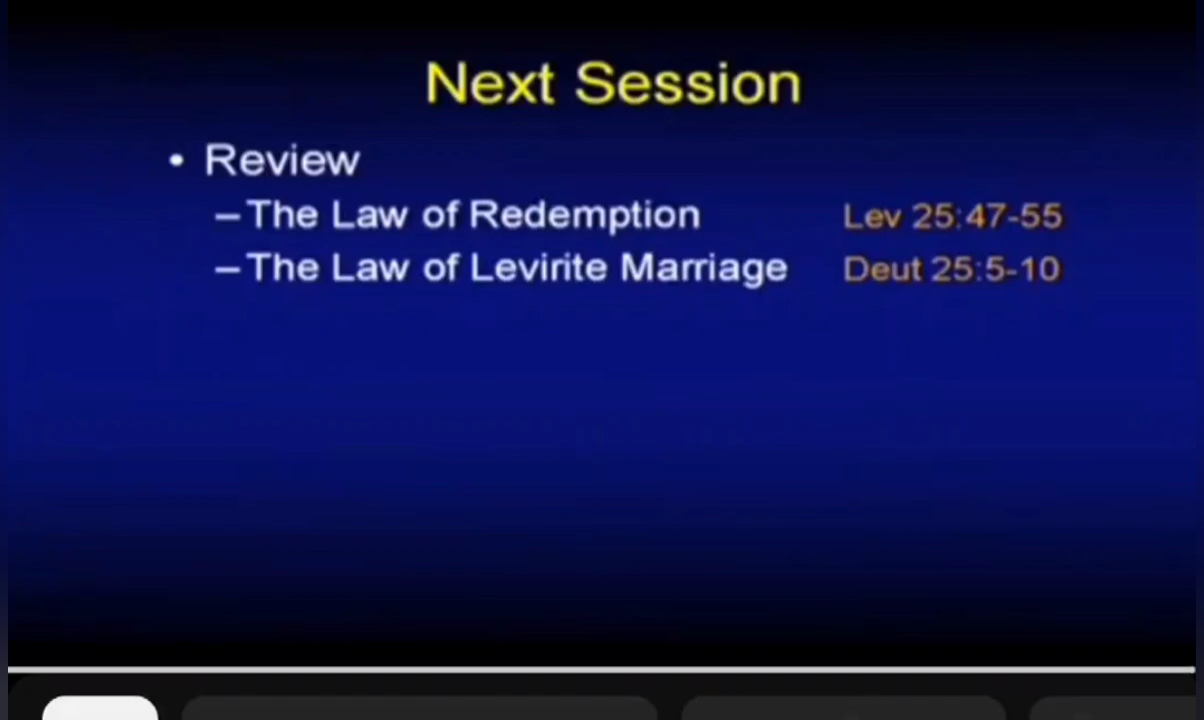 Next Session
• Review
–The Law of Redemption Lev 25:47-55
–The Law of Levirite Marriage Deut 25:5-10